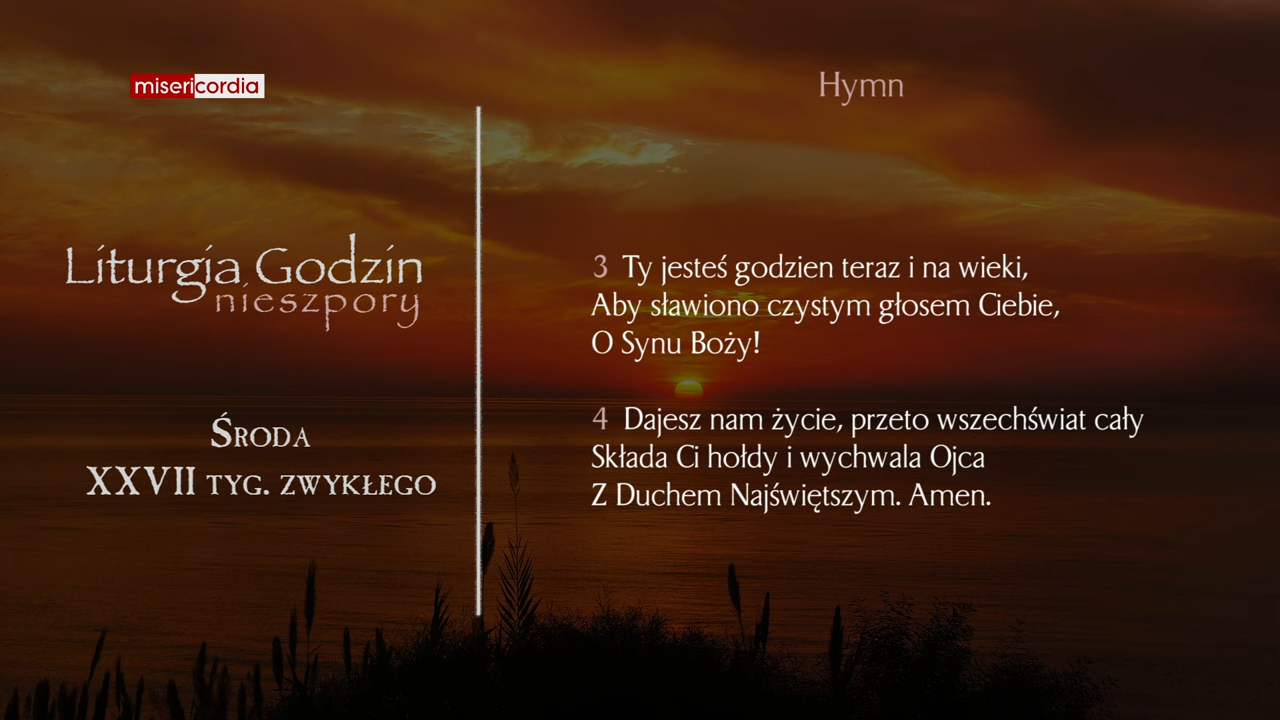 misericordia
Hymn
Liturgia Godzin
nieszpory
Środa
XXVII tyg. zwykłego
3 Ty jesteś godzien teraz i na wieki,
Aby sławiono czystym głosem Ciebie,
O Synu Boży!
4 Dajesz nam życie, przeto wszechświat cały
Składa Ci hołdy i wychwala Ojca
Z Duchem Najświętszym. Amen.